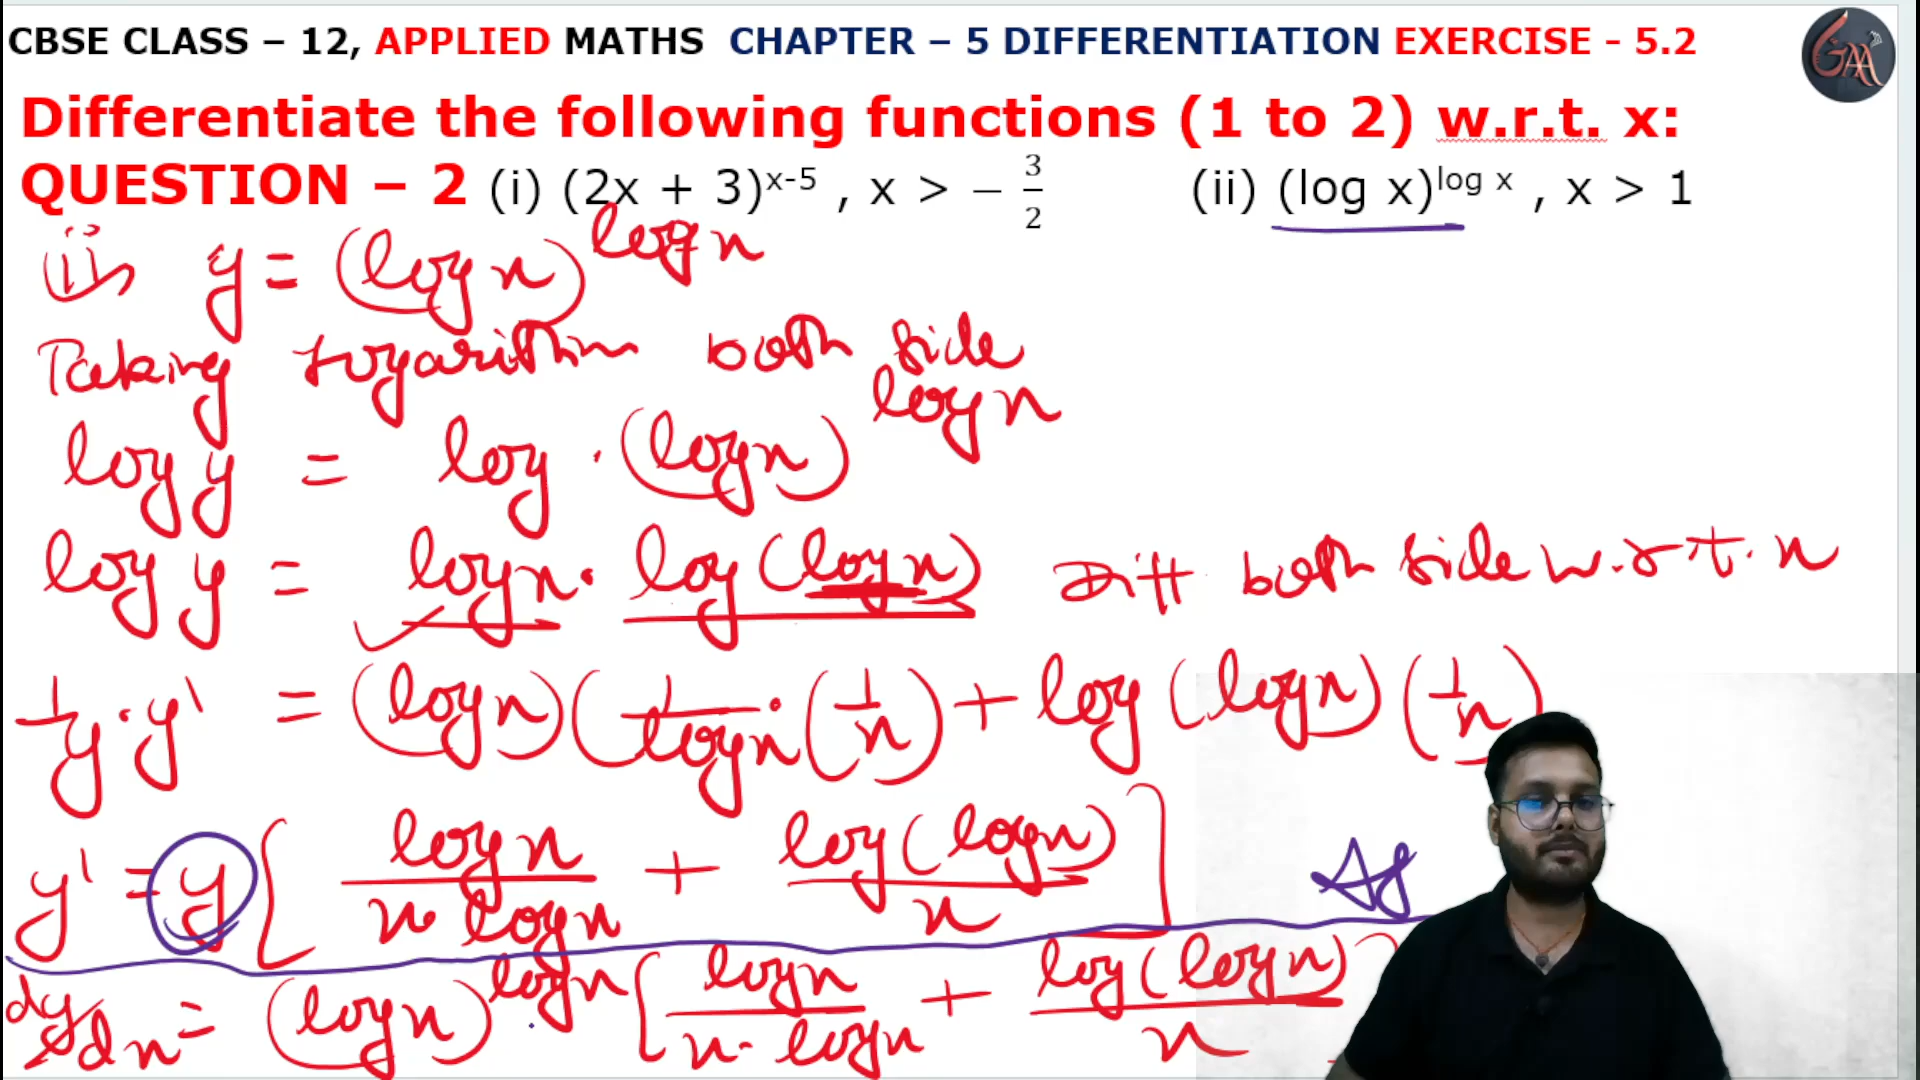 CBSE CLASS – 12, APPLIED MATHS CHAPTER – 5 DIFFERENTIATION EXERCISE - 5.2
GAA
Differentiate the following functions (1 to 2) w.r.t. x:
QUESTION – 2 (i) (2x + 3)^(x-5) , x > – 3/2 (ii) (log x)^(log x) , x > 1
(ii) y = (log x)^(log x)
Taking logarithm both side
log y = log . (log x)^(log x)
log y = log x . log (log x) Diff both side w.r.t. x
1/y . y' = (log x) (1/log x . (1/x)) + log (log x) (1/x)
y' = y [ log x / x . log x + log (log x) / x ]
dy/dx = (log x)^(log x) [ log x / x . log x + log (log x) / x